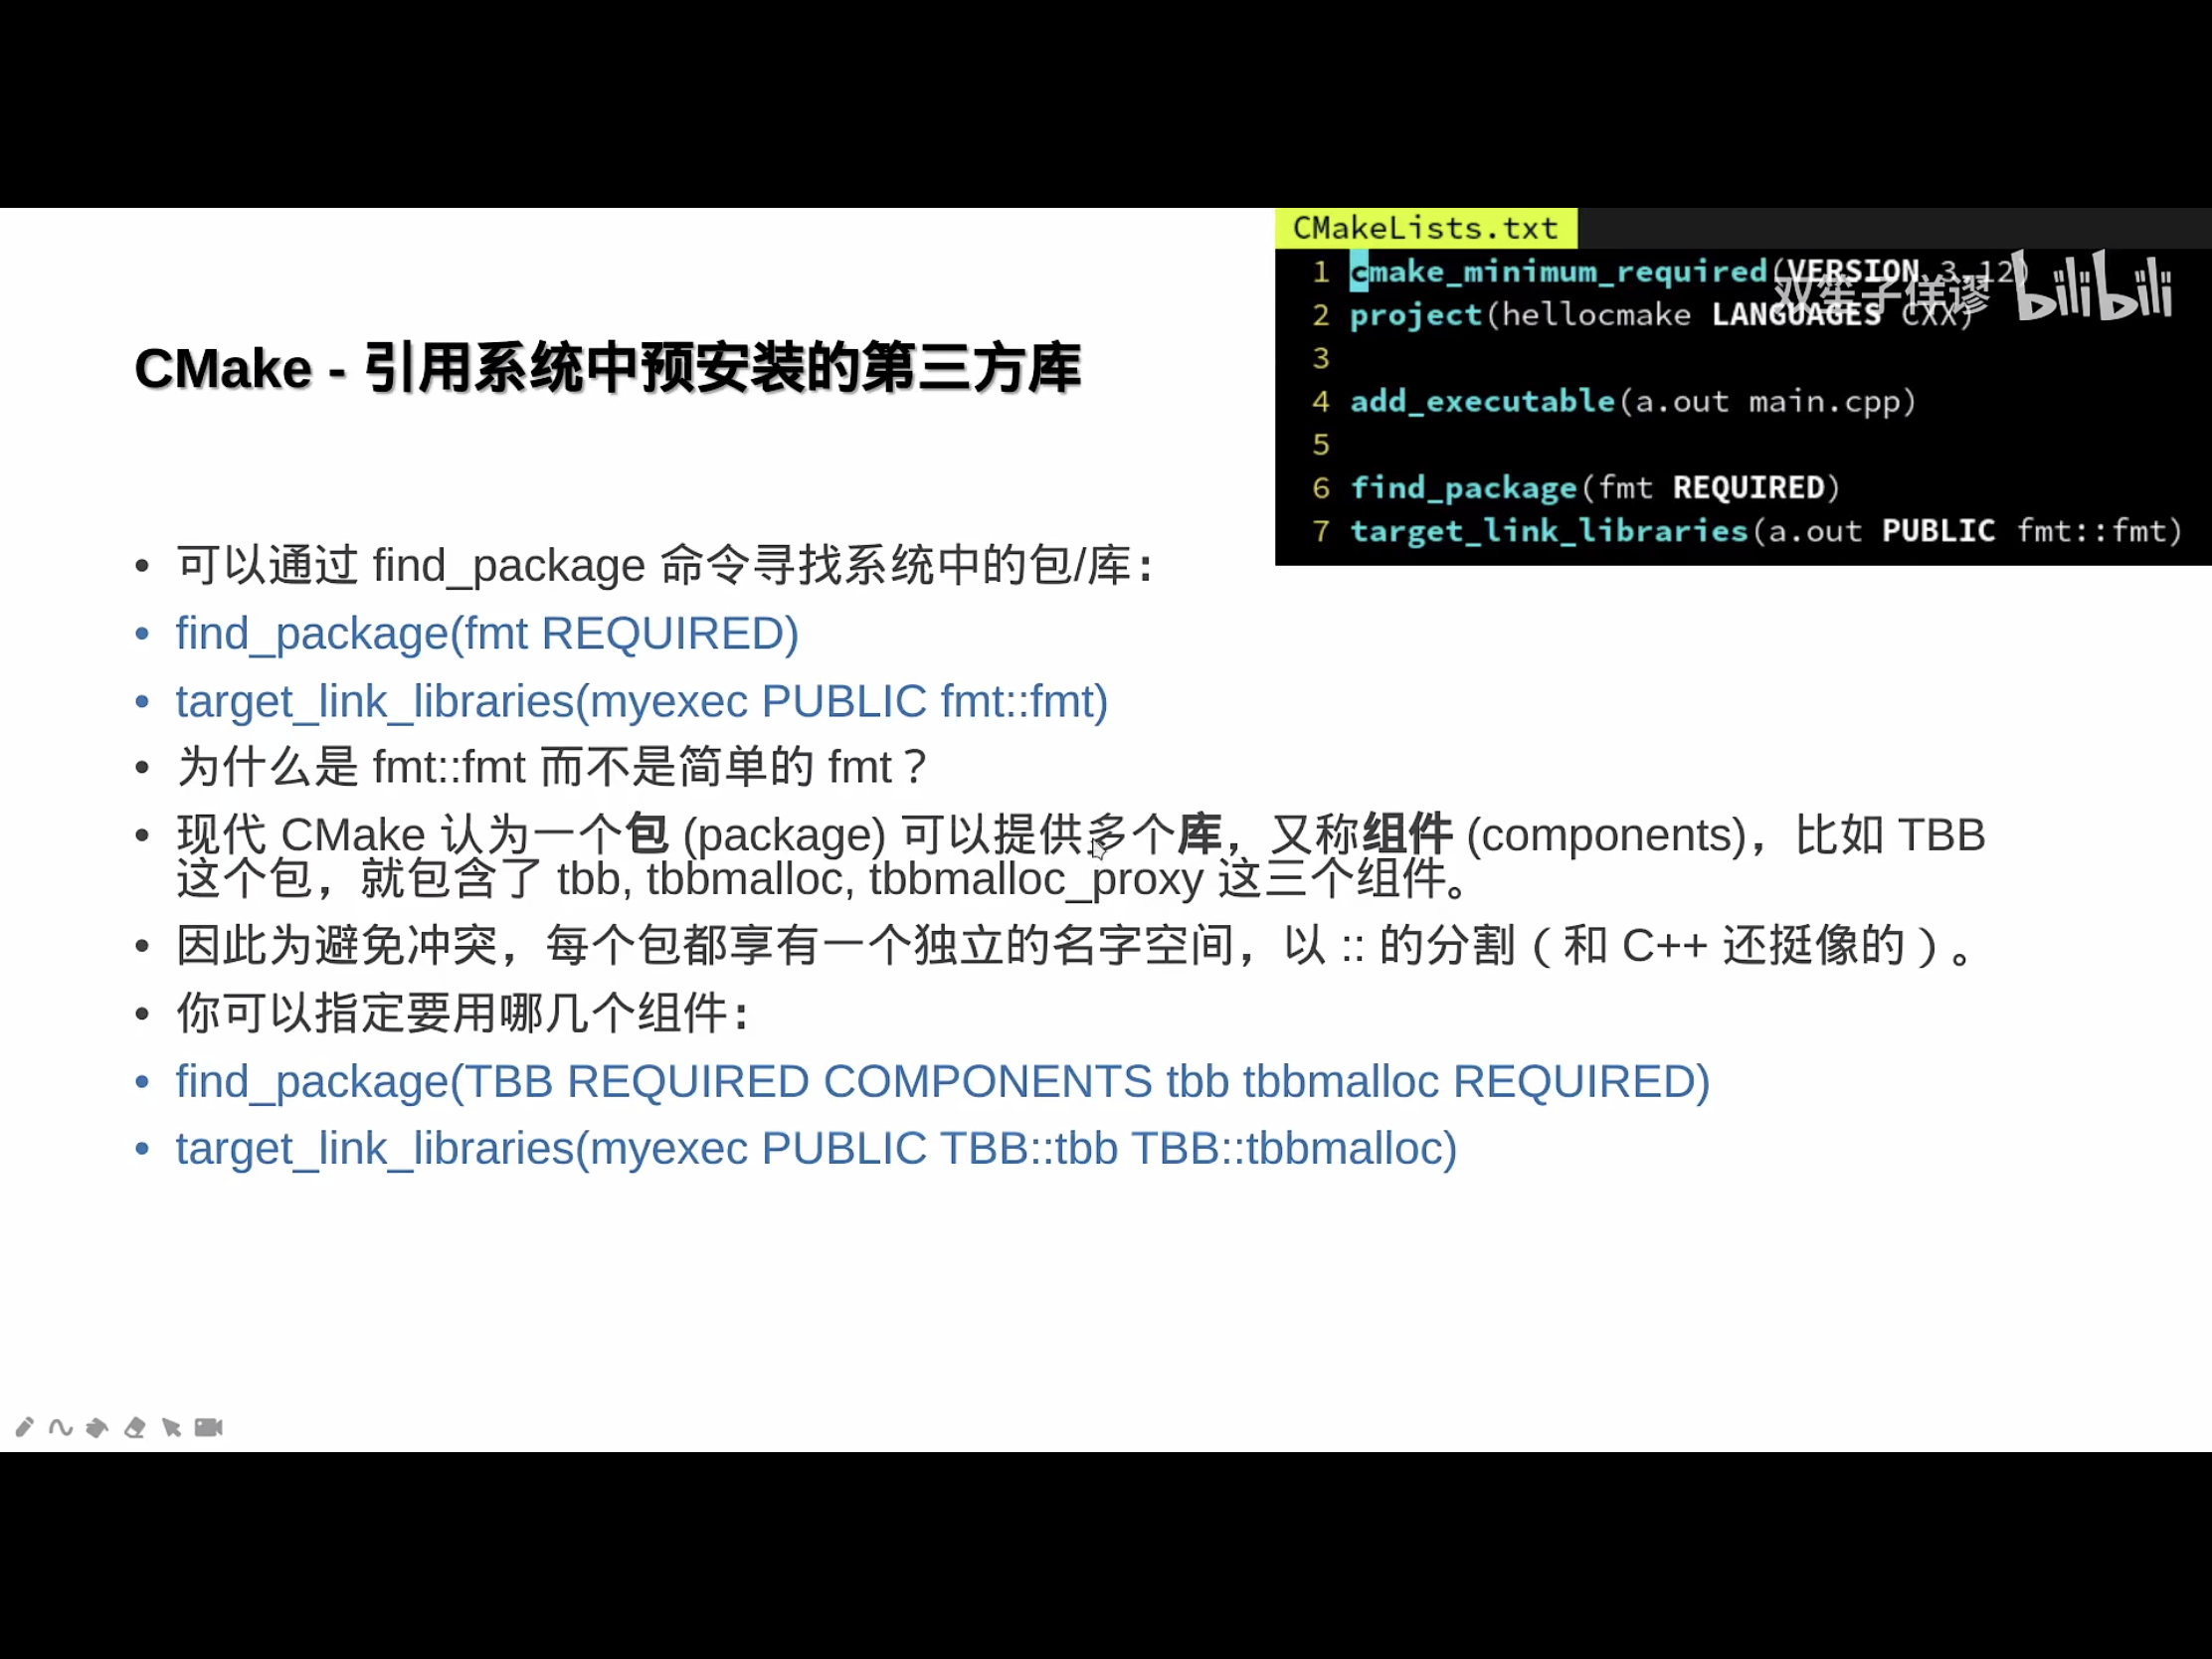 CMakeLists.txt
1 cmake_minimum_required(VERSION 3.12)
2 project(hellocmake LANGUAGES CXX)
3
4 add_executable(a.out main.cpp)
5
6 find_package(fmt REQUIRED)
7 target_link_libraries(a.out PUBLIC fmt::fmt)
双笙子佯谬 bilibili
CMake - 引用系统中预安装的第三方库
• 可以通过 find_package 命令寻找系统中的包/库：
• find_package(fmt REQUIRED)
• target_link_libraries(myexec PUBLIC fmt::fmt)
• 为什么是 fmt::fmt 而不是简单的 fmt？
• 现代 CMake 认为一个包 (package) 可以提供多个库，又称组件 (components)，比如 TBB
这个包，就包含了 tbb, tbbmalloc, tbbmalloc_proxy 这三个组件。
• 因此为避免冲突，每个包都享有一个独立的名字空间，以 :: 的分割（和 C++ 还挺像的）。
• 你可以指定要用哪几个组件：
• find_package(TBB REQUIRED COMPONENTS tbb tbbmalloc REQUIRED)
• target_link_libraries(myexec PUBLIC TBB::tbb TBB::tbbmalloc)